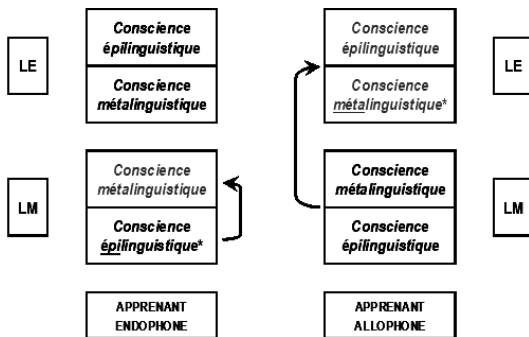 LE
Conscience
épilinguistique
Conscience
métalinguistique
LM
Conscience
métalinguistique
Conscience
épilinguistique*
APPRENANT
ENDOPHONE
Conscience
épilinguistique
Conscience
métalinguistique*
LE
Conscience
métalinguistique
Conscience
épilinguistique
LM
APPRENANT
ALLOPHONE